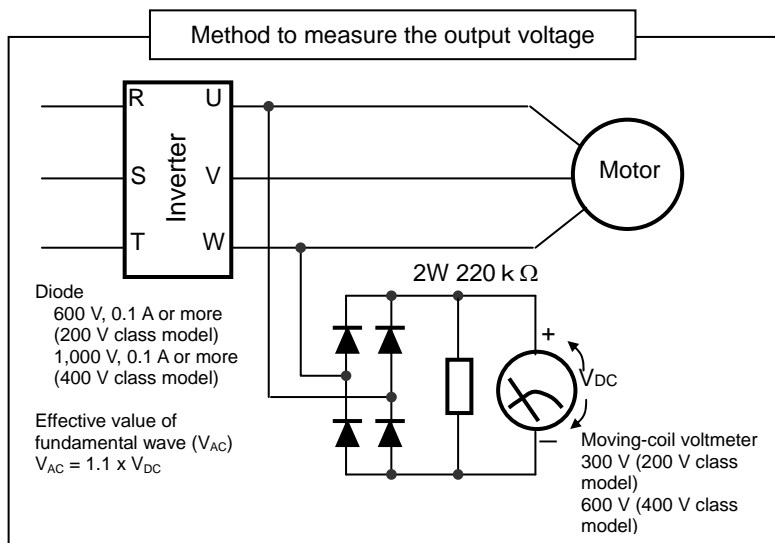 Method to measure the output voltage
R
U
S
V
T
W
Inverter
Motor
2W 220 k Ω
Diode
600 V, 0.1 A or more
(200 V class model)
1,000 V, 0.1 A or more
(400 V class model)
Effective value of
fundamental wave (VAC)
VAC = 1.1 x VDC
+
VDC
–
Moving-coil voltmeter
300 V (200 V class
model)
600 V (400 V class
model)